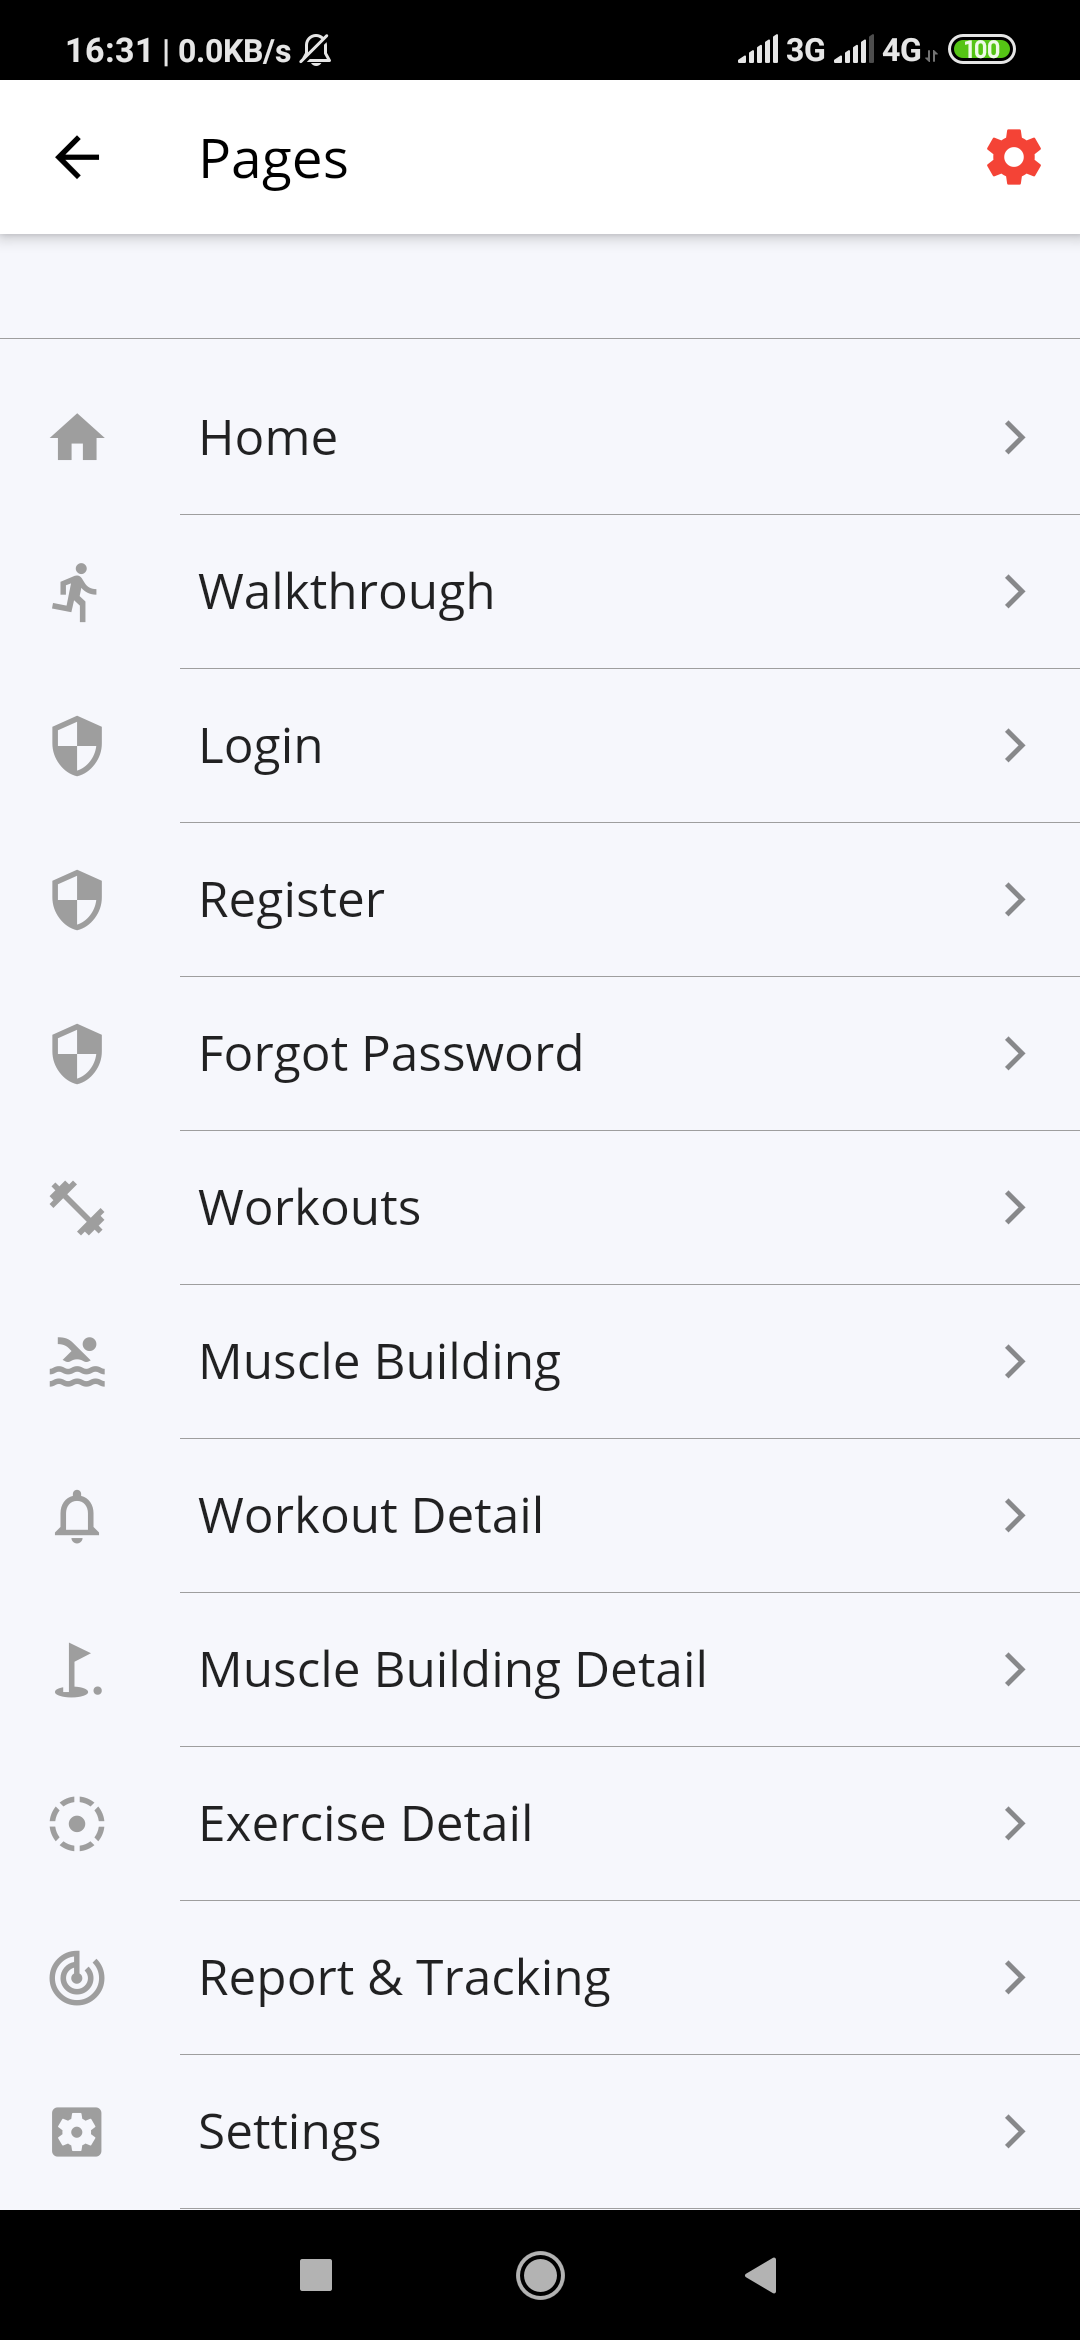 16:31 | 0.0KB/s 3G 4G 100
Pages
Home
Walkthrough
Login
Register
Forgot Password
Workouts
Muscle Building
Workout Detail
Muscle Building Detail
Exercise Detail
Report & Tracking
Settings